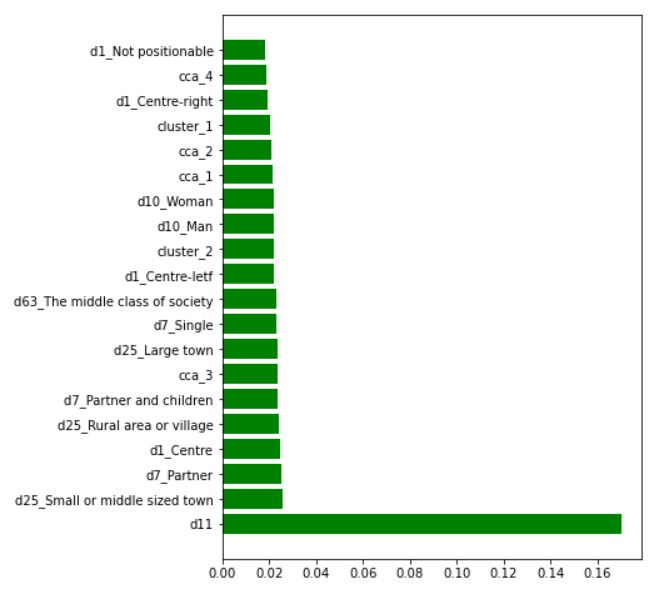 d1_Not positionable
cca_4
d1_Centre-right
cluster_1
cca_2
cca_1
d10_Woman
d10_Man
cluster_2
d1_Centre-letf
d63_The middle class of society
d7_Single
d25_Large town
cca_3
d7_Partner and children
d25_Rural area or village
d1_Centre
d7_Partner
d25_Small or middle sized town
d11
0.00 0.02 0.04 0.06 0.08 0.10 0.12 0.14 0.16